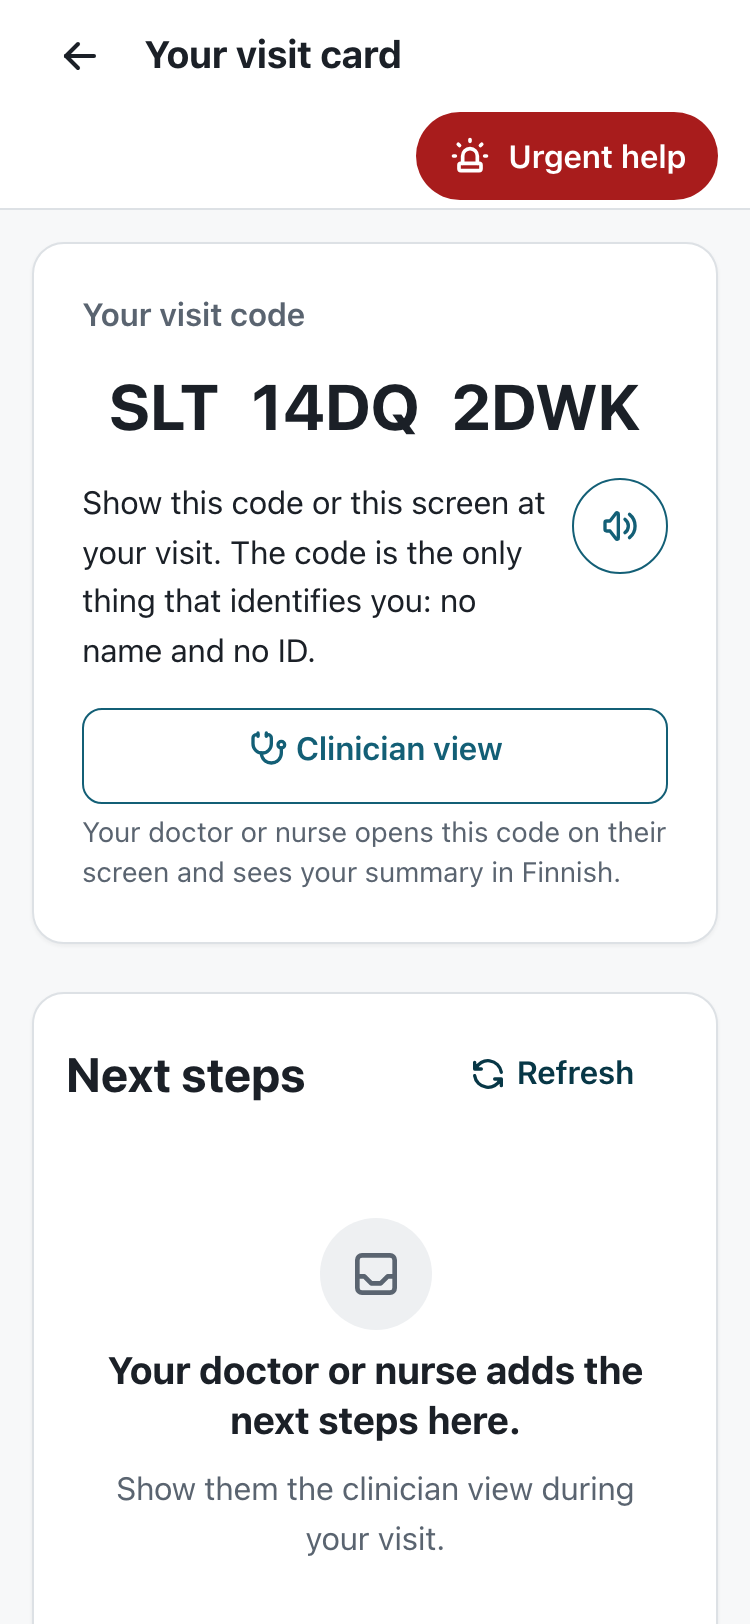 Your visit card
Urgent help
Your visit code
SLT 14DQ 2DWK
Show this code or this screen at
your visit. The code is the only
thing that identifies you: no
name and no ID.
Clinician view
Your doctor or nurse opens this code on their
screen and sees your summary in Finnish.
Next steps
Refresh
Your doctor or nurse adds the
next steps here.
Show them the clinician view during
your visit.